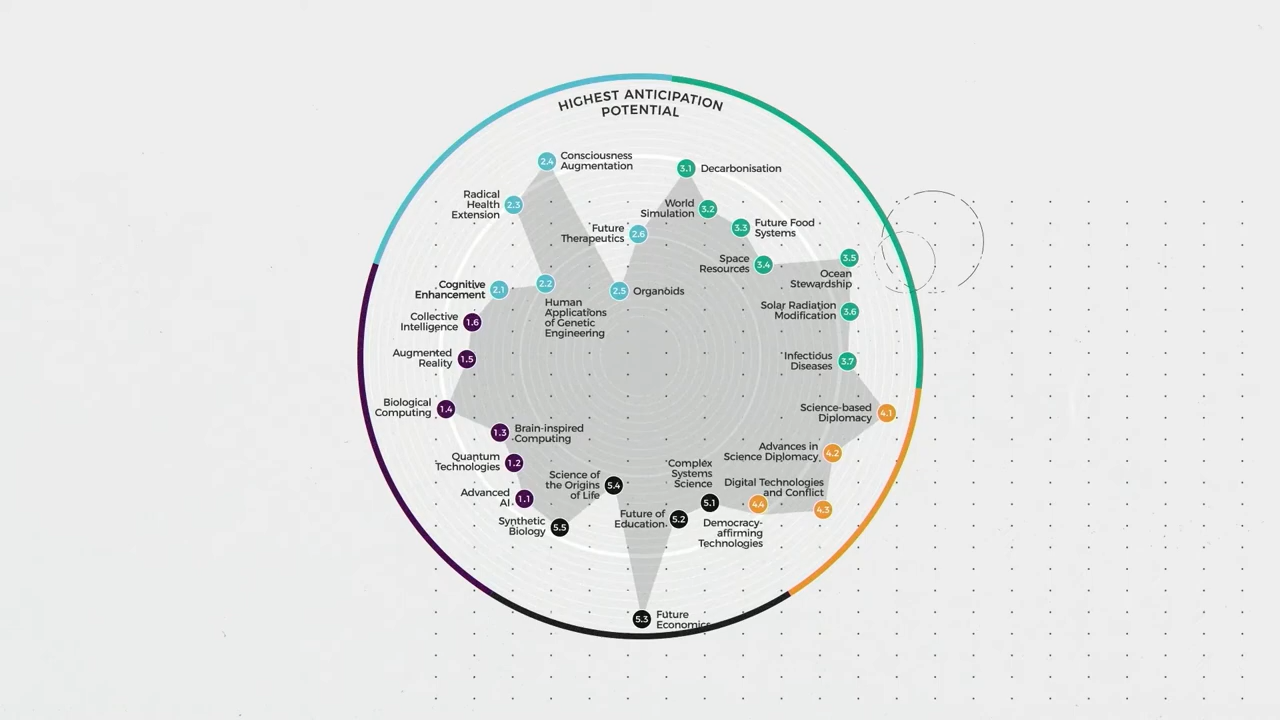 HIGHEST ANTICIPATION
POTENTIAL
2.4
Consciousness
Augmentation
3.1
Decarbonisation
Radical
Health
Extension
2.3
World
Simulation
3.2
Future
Therapeutics
2.6
3.3
Future Food
Systems
Space
Resources
3.4
3.5
Ocean
Stewardship
Cognitive
Enhancement
2.1
2.2
Human
Applications
of Genetic
Engineering
2.5
Organoids
Solar Radiation
Modification
3.6
Collective
Intelligence
1.6
Augmented
Reality
1.5
Infectious
Diseases
3.7
Biological
Computing
1.4
Science-based
Diplomacy
4.1
1.3
Brain-inspired
Computing
Advances in
Science Diplomacy
4.2
Quantum
Technologies
1.2
Science of
the Origins
of Life
5.4
Complex
Systems
Science
5.1
Digital Technologies
and Conflict
4.3
Advanced
AI
1.1
4.4
Democracy-
affirming
Technologies
Synthetic
Biology
5.5
Future of
Education
5.2
5.3
Future
Economics